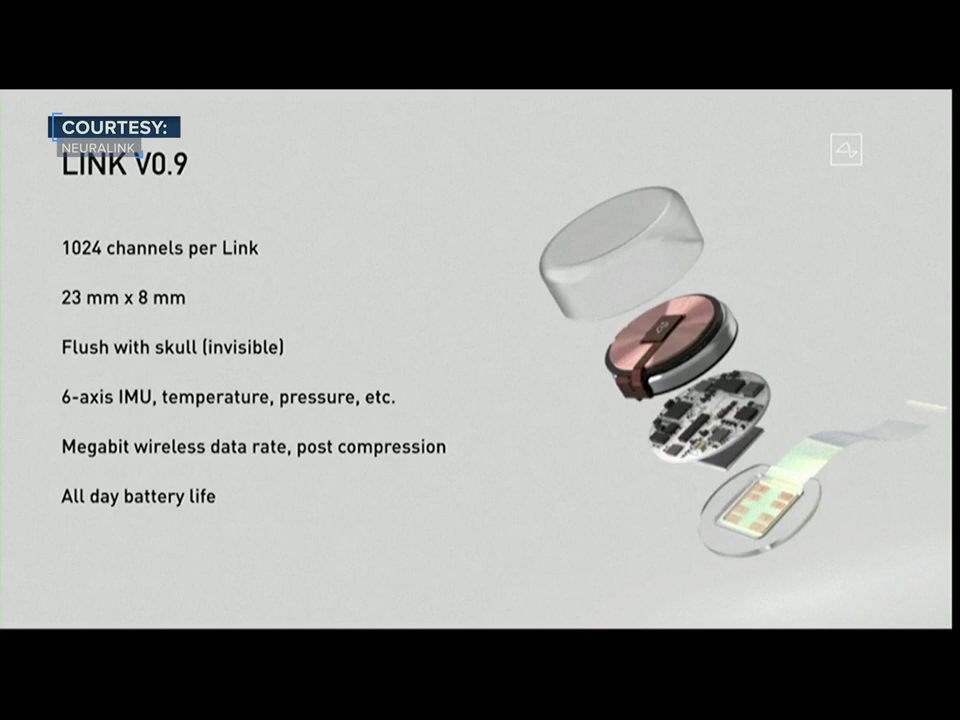 COURTESY:
NEURALINK
LINK V0.9
1024 channels per Link
23 mm x 8 mm
Flush with skull (invisible)
6-axis IMU, temperature, pressure, etc.
Megabit wireless data rate, post compression
All day battery life